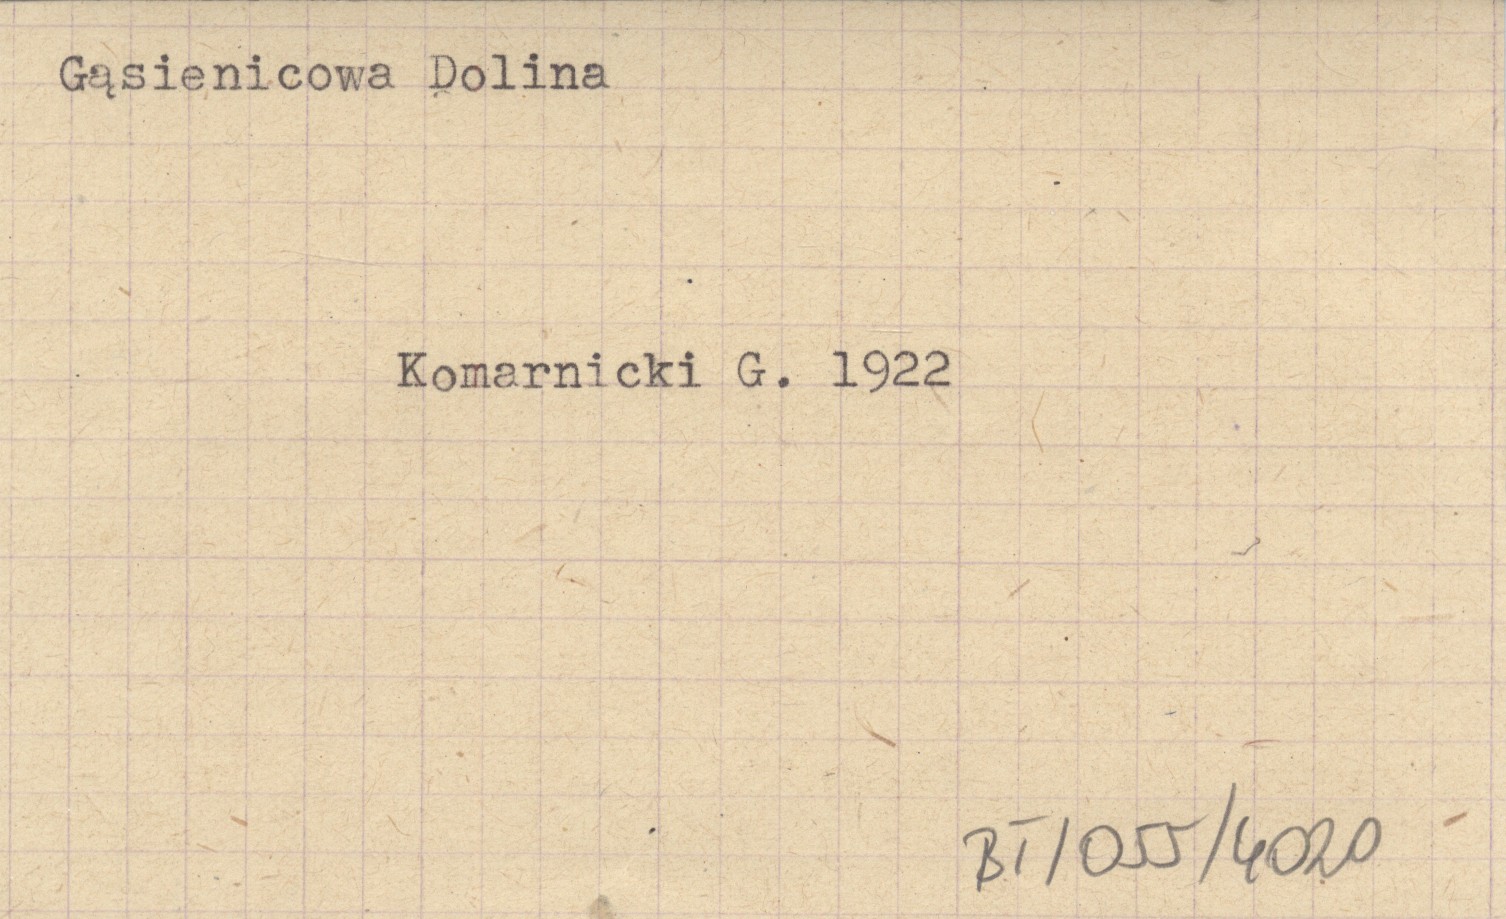 Gąsienicowa Dolina
Komarnicki G. 1922
BT/055/4020